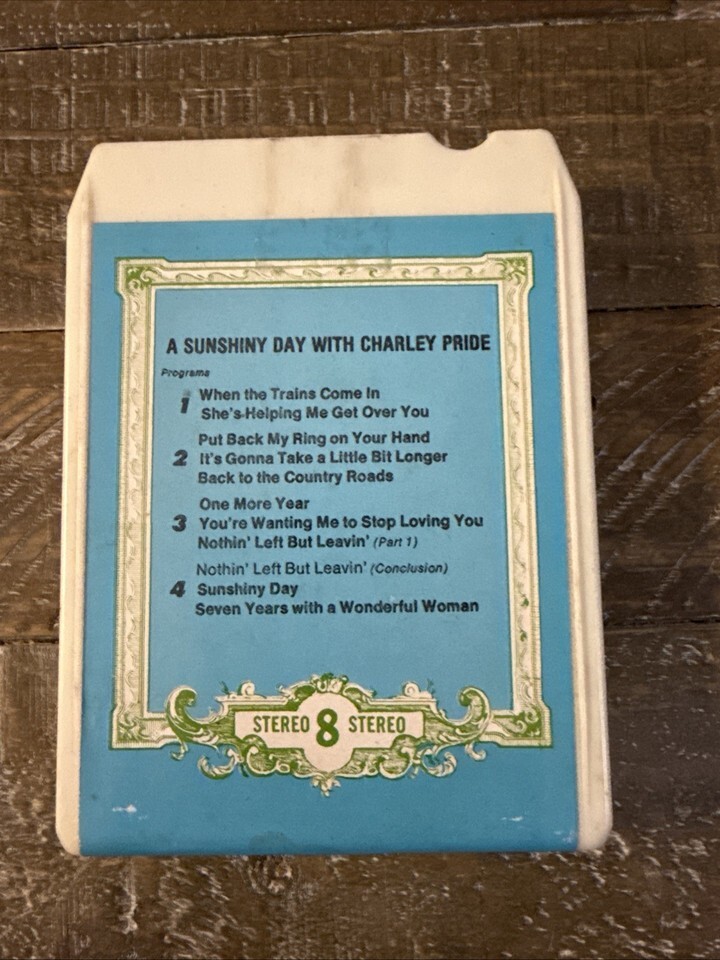 A SUNSHINY DAY WITH CHARLEY PRIDE
Programs
1 When the Trains Come In
She's Helping Me Get Over You
Put Back My Ring on Your Hand
2 It's Gonna Take a Little Bit Longer
Back to the Country Roads
One More Year
3 You're Wanting Me to Stop Loving You
Nothin' Left But Leavin' (Part 1)
Nothin' Left But Leavin' (Conclusion)
4 Sunshiny Day
Seven Years with a Wonderful Woman
STEREO 8 STEREO